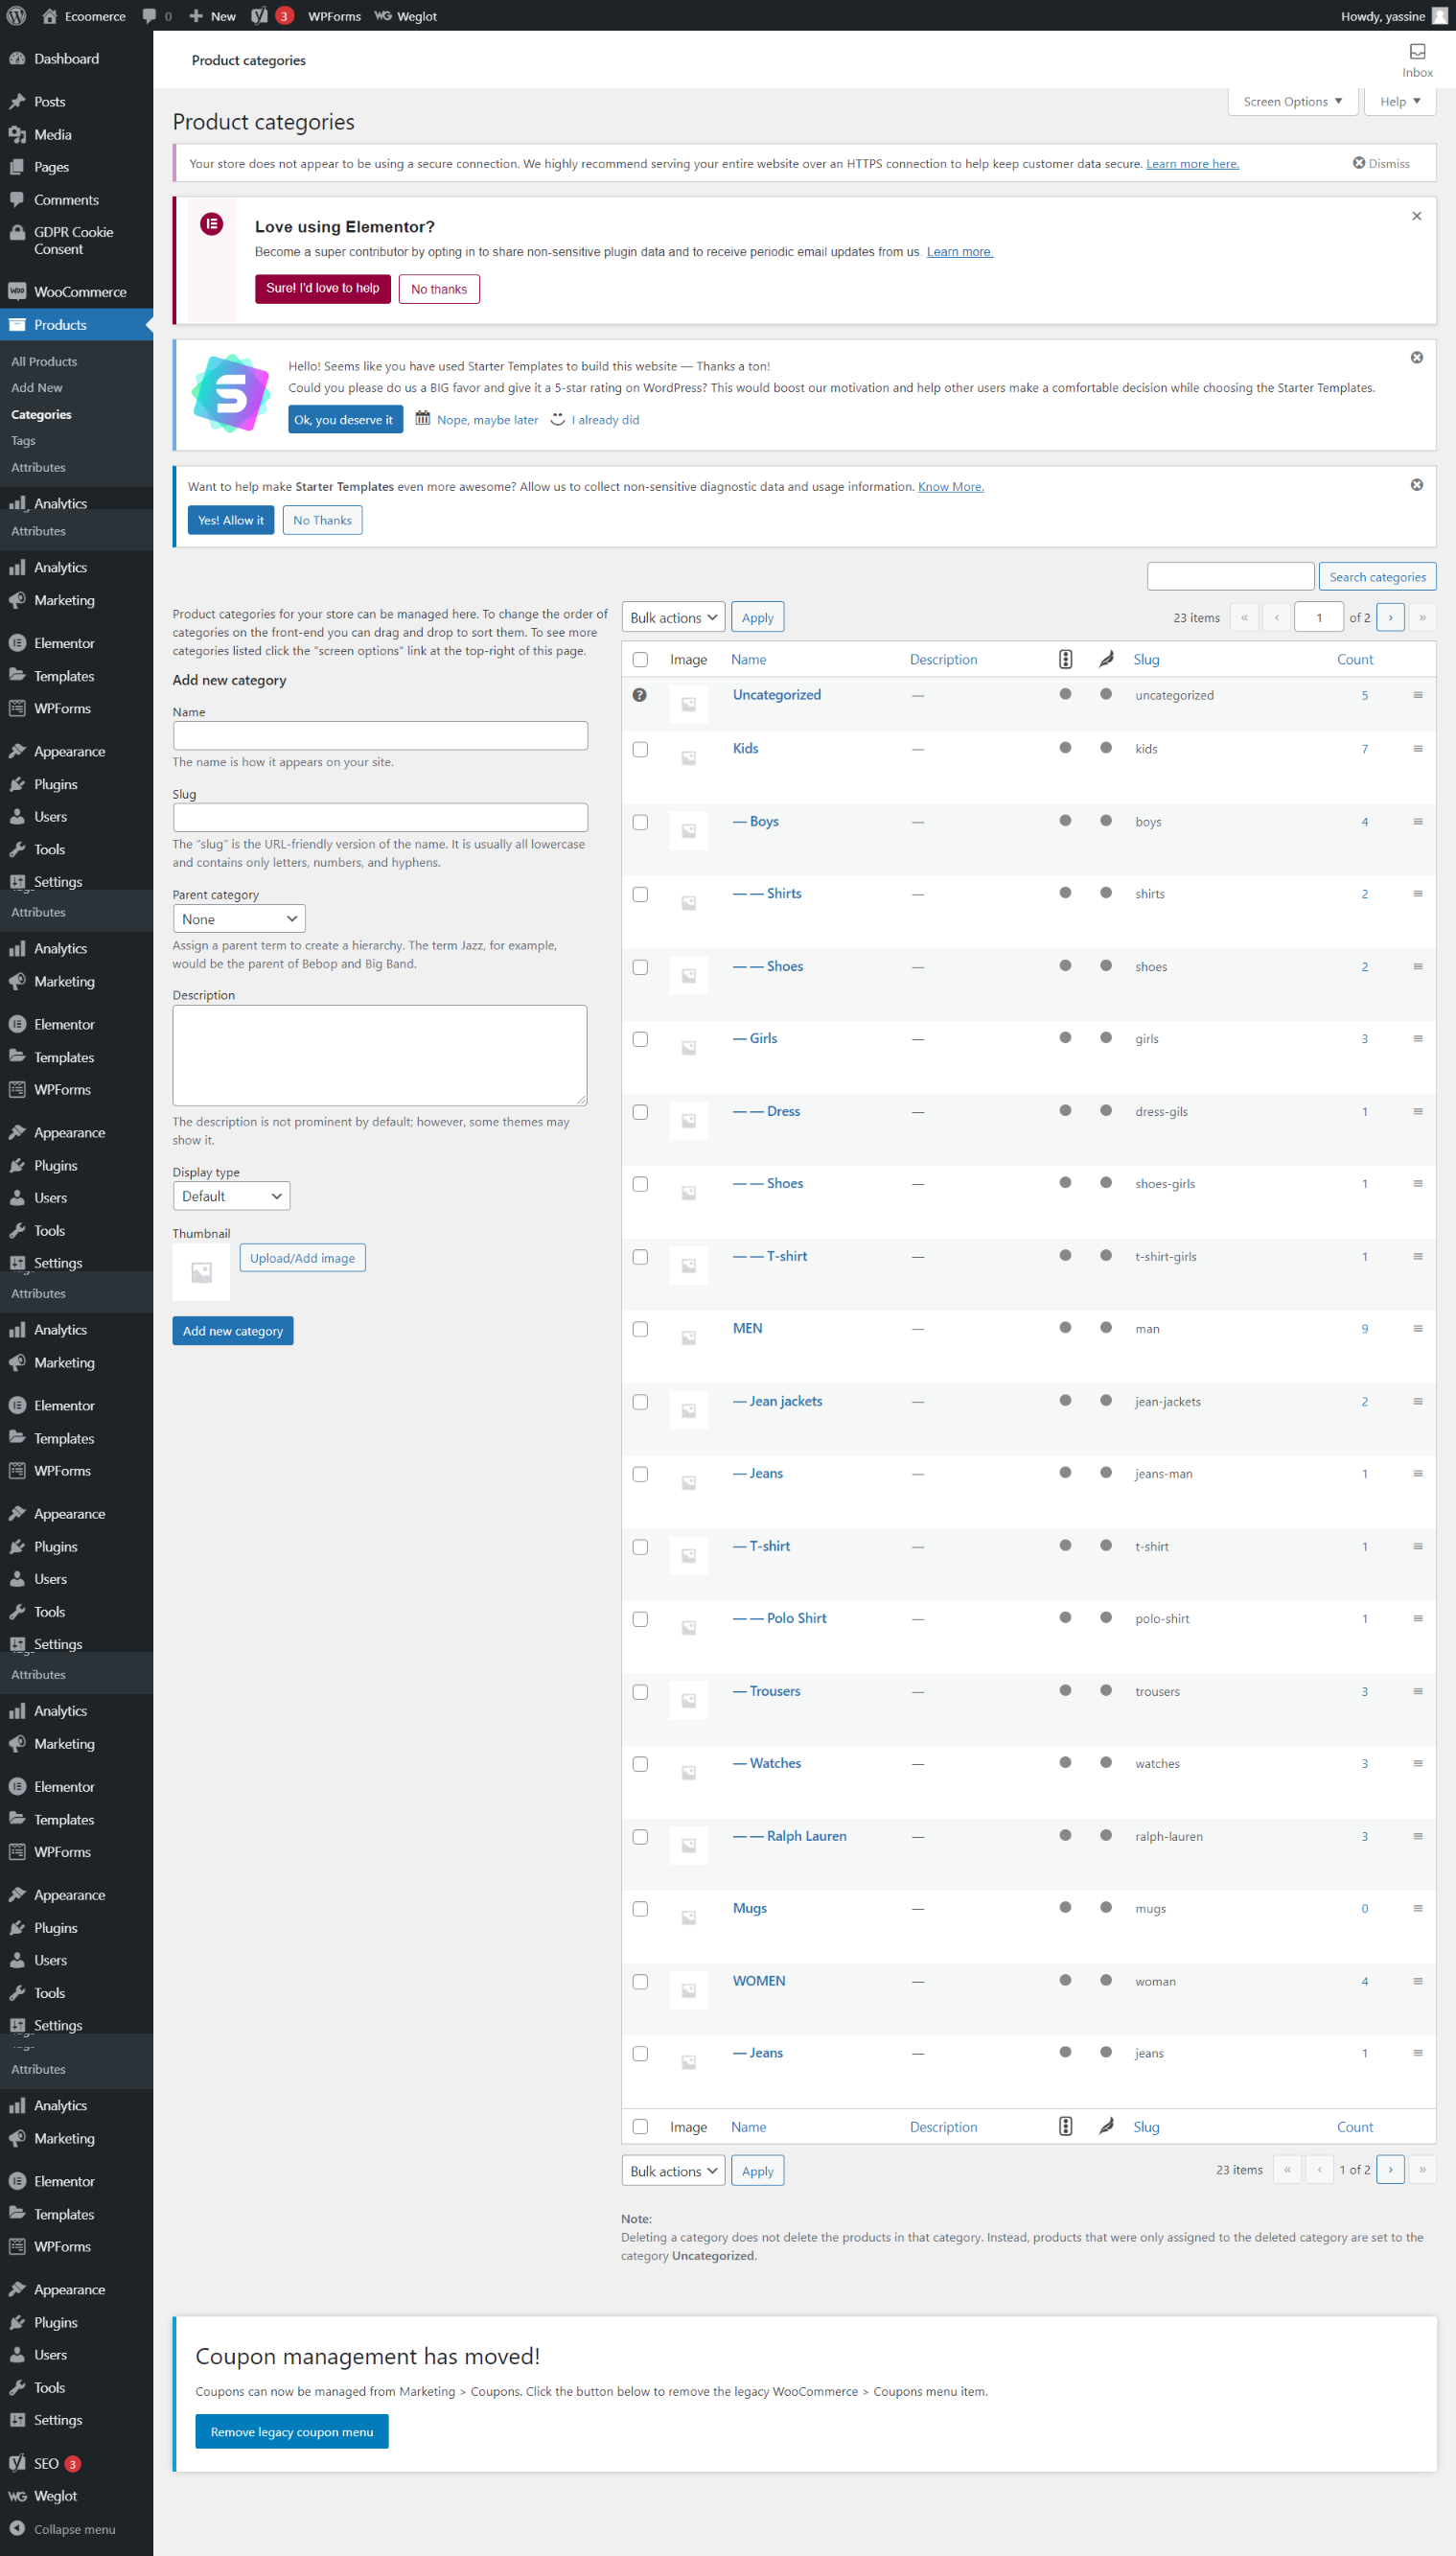 Ecoomerce 0 New 3 WPForms WG Weglot
Howdy, yassine
Dashboard
Posts
Media
Pages
Comments
GDPR Cookie
Consent
WooCommerce
Products
All Products
Add New
Categories
Tags
Attributes
Analytics
Attributes
Analytics
Marketing
Elementor
Templates
WPForms
Appearance
Plugins
Users
Tools
Settings
Attributes
Analytics
Marketing
Elementor
Templates
WPForms
Appearance
Plugins
Users
Tools
Settings
Attributes
Analytics
Marketing
Elementor
Templates
WPForms
Appearance
Plugins
Users
Tools
Settings
Attributes
Analytics
Marketing
Elementor
Templates
WPForms
Appearance
Plugins
Users
Tools
Settings
Attributes
Analytics
Marketing
Elementor
Templates
WPForms
Appearance
Plugins
Users
Tools
Settings
SEO 3
WG Weglot
Collapse menu
Product categories
Inbox
Screen Options
Help
Product categories
Your store does not appear to be using a secure connection. We highly recommend serving your entire website over an HTTPS connection to help keep customer data secure. Learn more here.
Dismiss
Love using Elementor?
Become a super contributor by opting in to share non-sensitive plugin data and to receive periodic email updates from us. Learn more.
Sure! I'd love to help No thanks
Hello! Seems like you have used Starter Templates to build this website — Thanks a ton!
Could you please do us a BIG favor and give it a 5-star rating on WordPress? This would boost our motivation and help other users make a comfortable decision while choosing the Starter Templates.
Ok, you deserve it Nope, maybe later I already did
Want to help make Starter Templates even more awesome? Allow us to collect non-sensitive diagnostic data and usage information. Know More.
Yes! Allow it No Thanks
Search categories
Product categories for your store can be managed here. To change the order of
categories on the front-end you can drag and drop to sort them. To see more
categories listed click the "screen options" link at the top-right of this page.
Add new category
Name
The name is how it appears on your site.
Slug
The "slug" is the URL-friendly version of the name. It is usually all lowercase
and contains only letters, numbers, and hyphens.
Parent category
None
Assign a parent term to create a hierarchy. The term Jazz, for example,
would be the parent of Bebop and Big Band.
Description
The description is not prominent by default; however, some themes may
show it.
Display type
Default
Thumbnail
Upload/Add image
Add new category
Bulk actions Apply
23 items « ‹ 1 of 2 › »
Image Name Description Slug Count
Uncategorized — uncategorized 5
Kids — kids 7
— Boys — boys 4
— — Shirts — shirts 2
— — Shoes — shoes 2
— Girls — girls 3
— — Dress — dress-gils 1
— — Shoes — shoes-girls 1
— — T-shirt — t-shirt-girls 1
MEN — man 9
— Jean jackets — jean-jackets 2
— Jeans — jeans-man 1
— T-shirt — t-shirt 1
— — Polo Shirt — polo-shirt 1
— Trousers — trousers 3
— Watches — watches 3
— — Ralph Lauren — ralph-lauren 3
Mugs — mugs 0
WOMEN — woman 4
— Jeans — jeans 1
Image Name Description Slug Count
Bulk actions Apply
23 items « ‹ 1 of 2 › »
Note:
Deleting a category does not delete the products in that category. Instead, products that were only assigned to the deleted category are set to the
category Uncategorized.
Coupon management has moved!
Coupons can now be managed from Marketing > Coupons. Click the button below to remove the legacy WooCommerce > Coupons menu item.
Remove legacy coupon menu